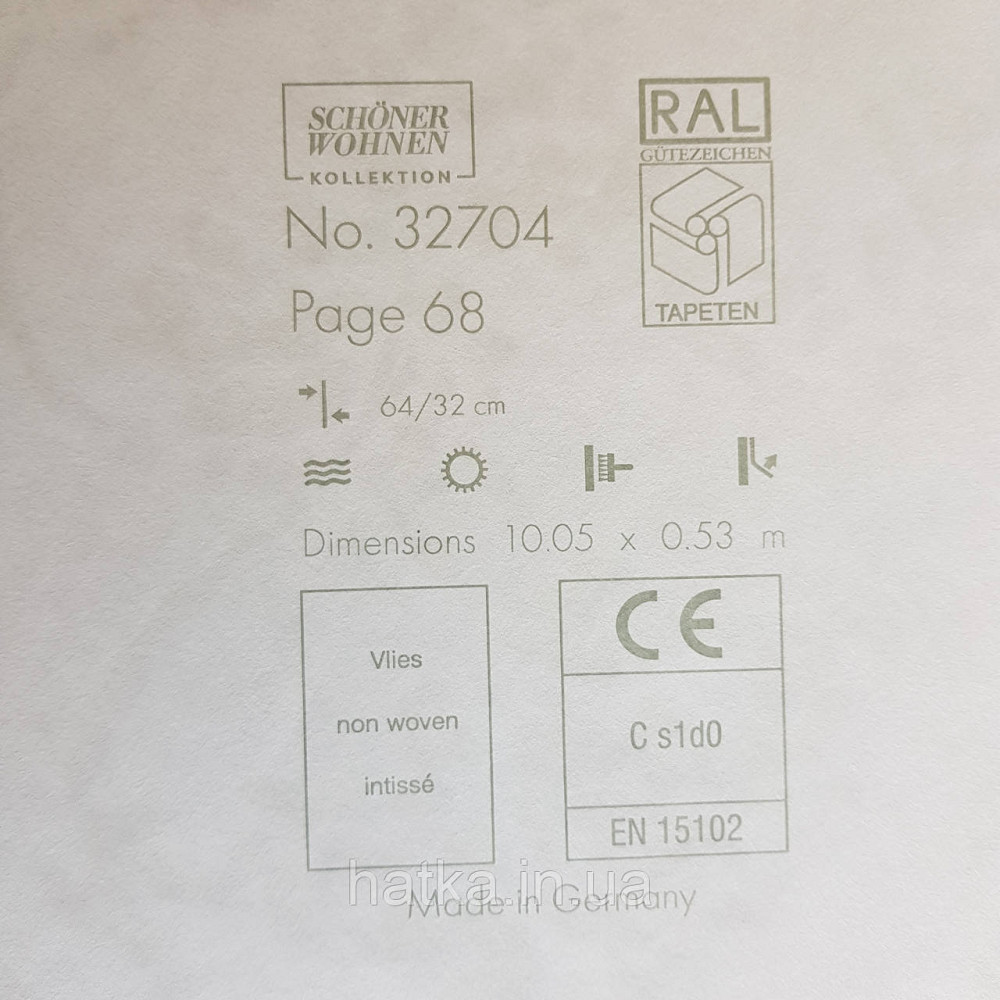 SCHÖNER
WOHNEN
KOLLEKTION
RAL
GÜTEZEICHEN
TAPETEN
No. 32704
Page 68
64/32 cm
Dimensions 10.05 x 0.53 m
Vlies
non woven
intissé
CE
C s1d0
EN 15102
hatka.in.ua
Made in Germany